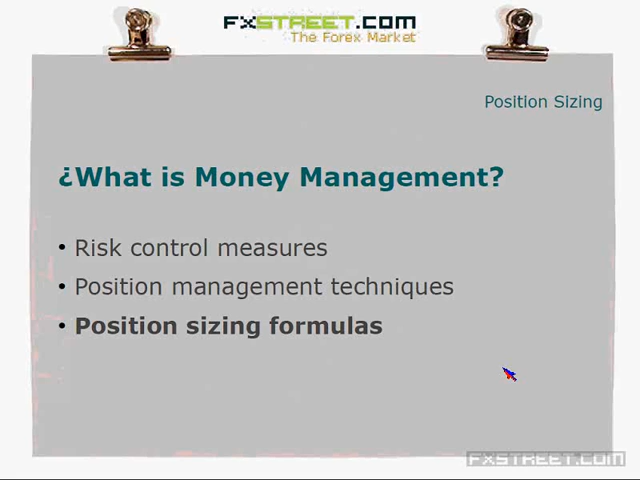 FXSTREET.COM
The Forex Market
Position Sizing
¿What is Money Management?
• Risk control measures
• Position management techniques
• Position sizing formulas
FXSTREET.COM